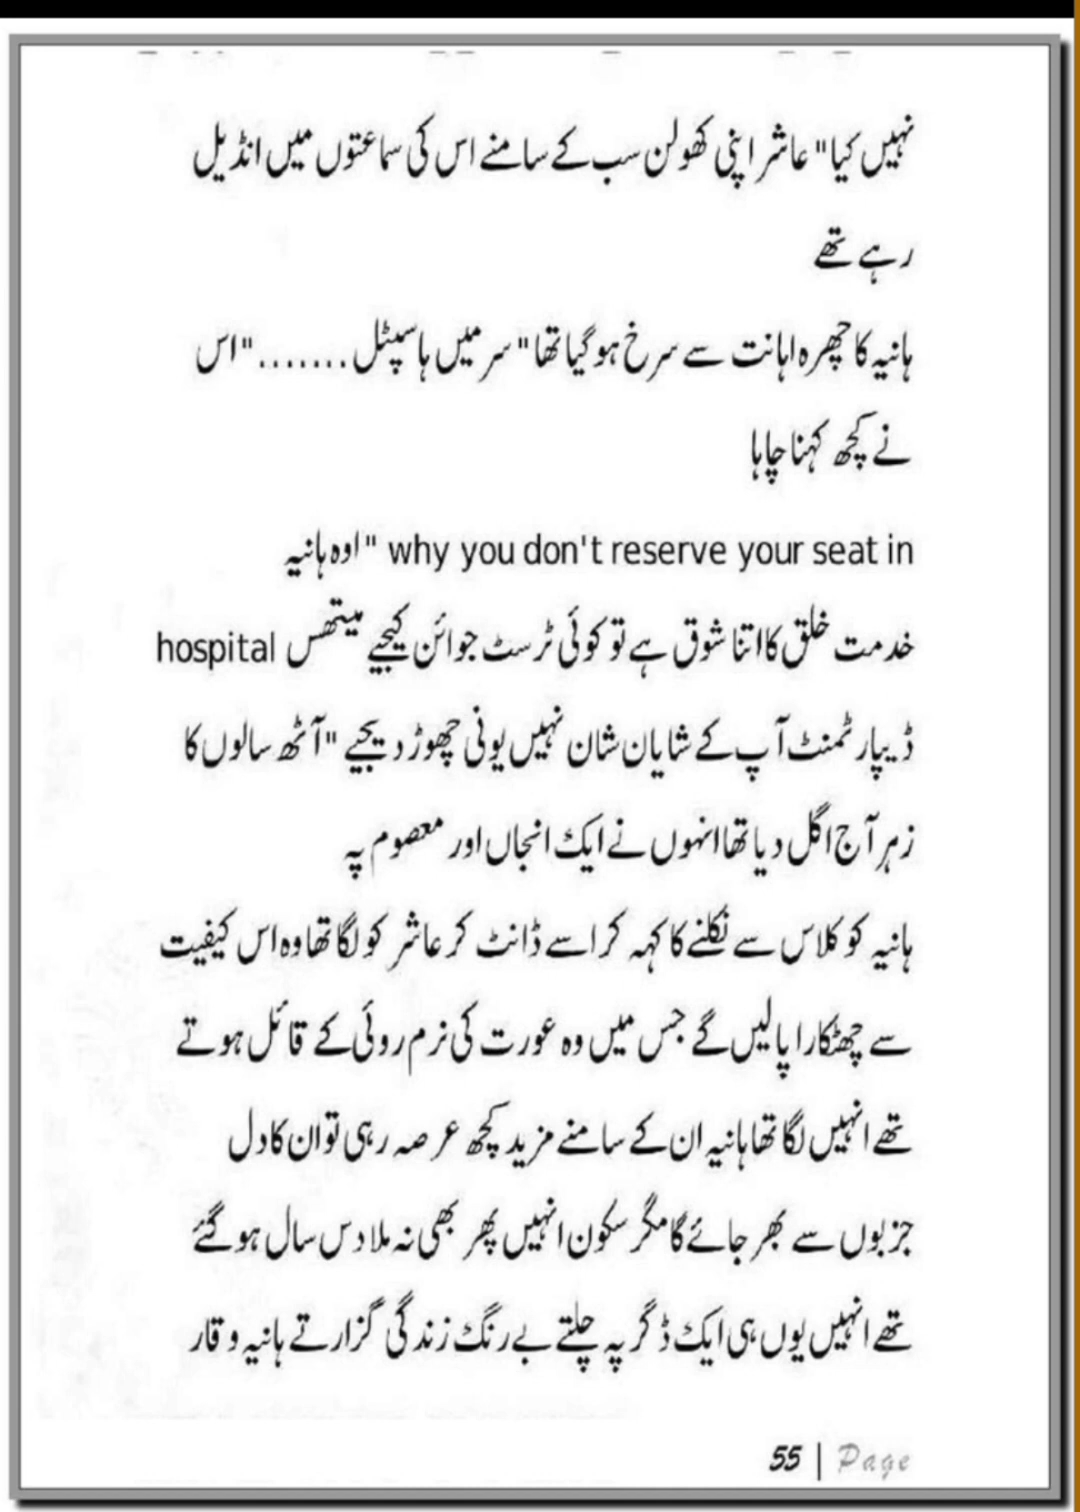 نہیں کیا" عاشر اپنی کھولن سب کے سامنے اس کی سماعتوں میں انڈیل
رہے تھے
ہانیہ کا چھرہ اہانت سے سرخ ہو گیا تھا" سر میں ہاسپٹل ......." اس
نے کچھ کہنا چاہا
why you don't reserve your seat in "اوہ ہانیہ
خدمت خلق کا اتنا شوق ہے تو کوئی ٹرسٹ جوائن کیجیے میتھس hospital
ڈیپارٹمنٹ آپ کے شایان شان نہیں یونی چھوڑ دیجیے "آٹھ سالوں کا
زہر آج اگل دیا تھا انہوں نے ایک انجاں اور معصوم پہ
ہانیہ کو کلاس سے نکلنے کا کہہ کر اسے ڈانٹ کر عاشر کو لگا تھا وہ اس کیفیت
سے چھٹکارا پا لیں گے جس میں وہ عورت کی نرم روئی کے قائل ہوتے
تھے انہیں لگا تھا ہانیہ ان کے سامنے مزید کچھ عرصہ رہی تو ان کا دل
جزبوں سے بھر جائے گا مگر سکون انہیں پھر بھی نہ ملا دس سال ہو گئے
تھے انہیں یوں ہی ایک ڈگر پہ چلتے بے رنگ زندگی گزارتے ہانیہ وقار
55 | Page